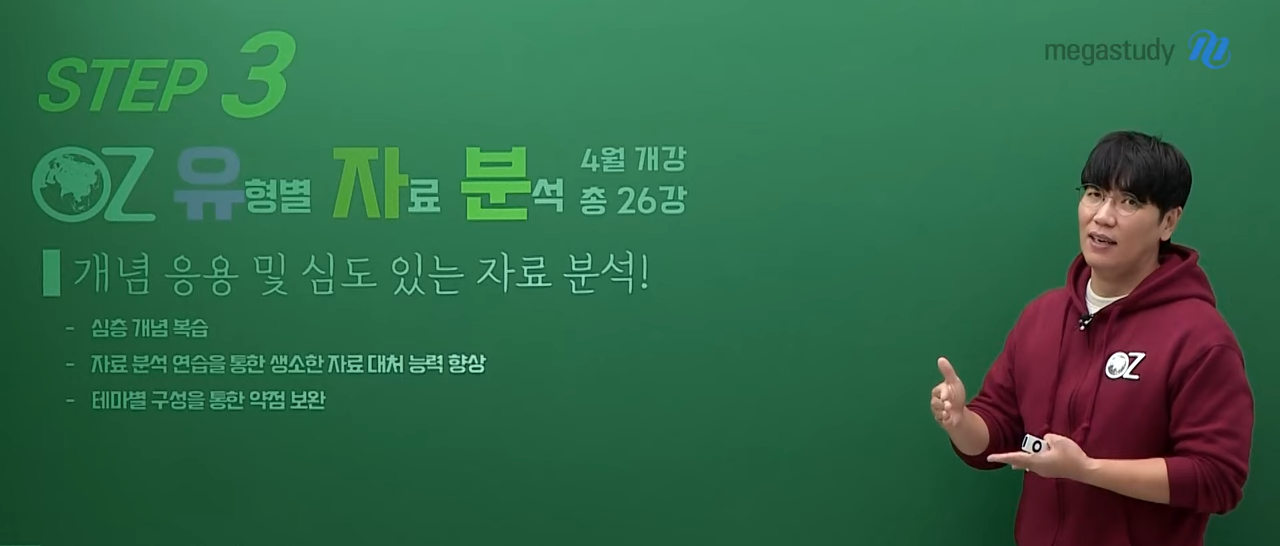 STEP 3
megastudy
OZ 유형별 자료 분석
4월 개강
총 26강
개념 응용 및 심도 있는 자료 분석!
- 심층 개념 복습
- 자료 분석 연습을 통한 생소한 자료 대처 능력 향상
- 테마별 구성을 통한 약점 보완
OZ